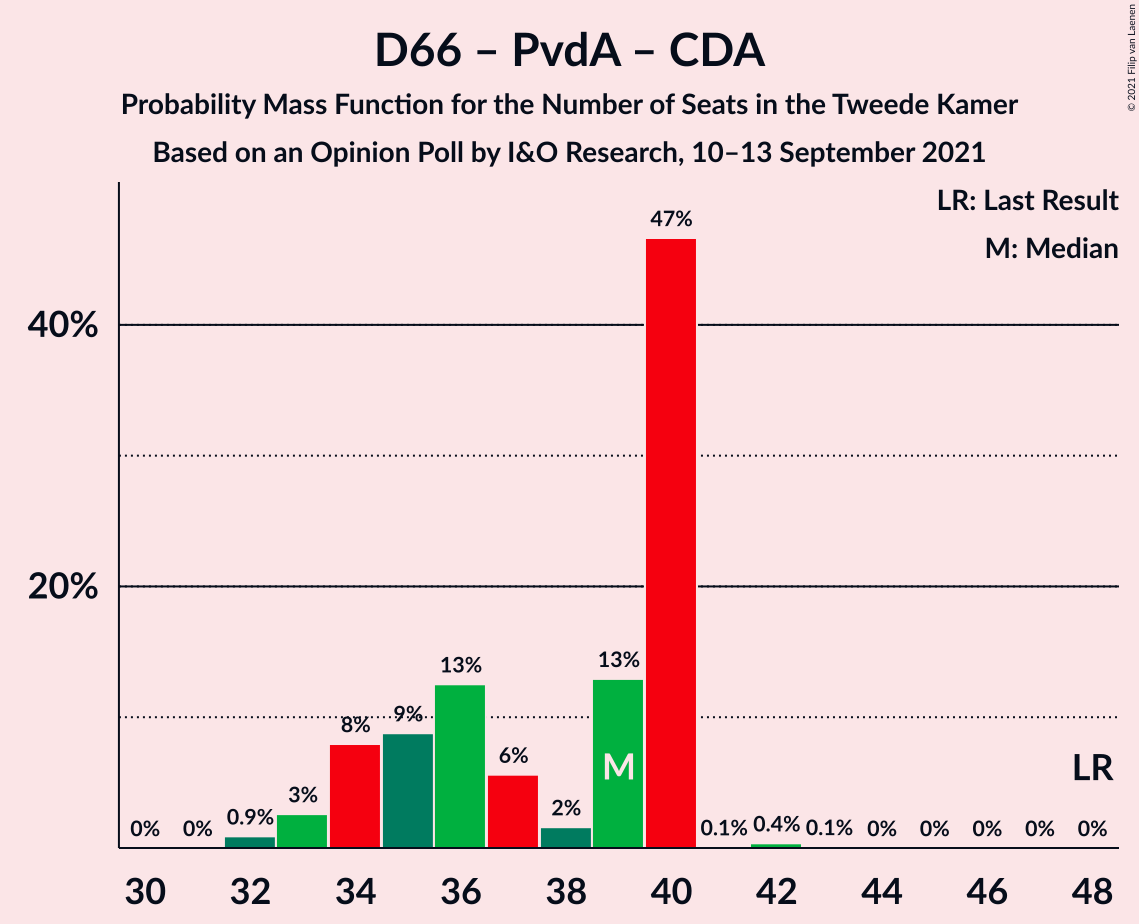 D66 – PvdA – CDA
Probability Mass Function for the Number of Seats in the Tweede Kamer
Based on an Opinion Poll by I&O Research, 10–13 September 2021
© 2021 Filip van Laenen
LR: Last Result
M: Median
40%
20%
0% 0% 0.9% 3% 8% 9% 13% 6% 2% 13% 47% 0.1% 0.4% 0.1% 0% 0% 0% 0% 0%
M
LR
30 32 34 36 38 40 42 44 46 48